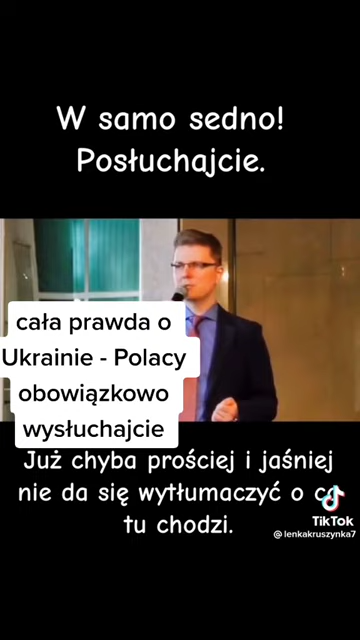 W samo sedno!
Posłuchajcie.
cała prawda o
Ukrainie - Polacy
obowiązkowo
wysłuchajcie
Już chyba prościej i jaśniej
nie da się wytłumaczyć o co
tu chodzi.
TikTok
@lenkakruszynka7